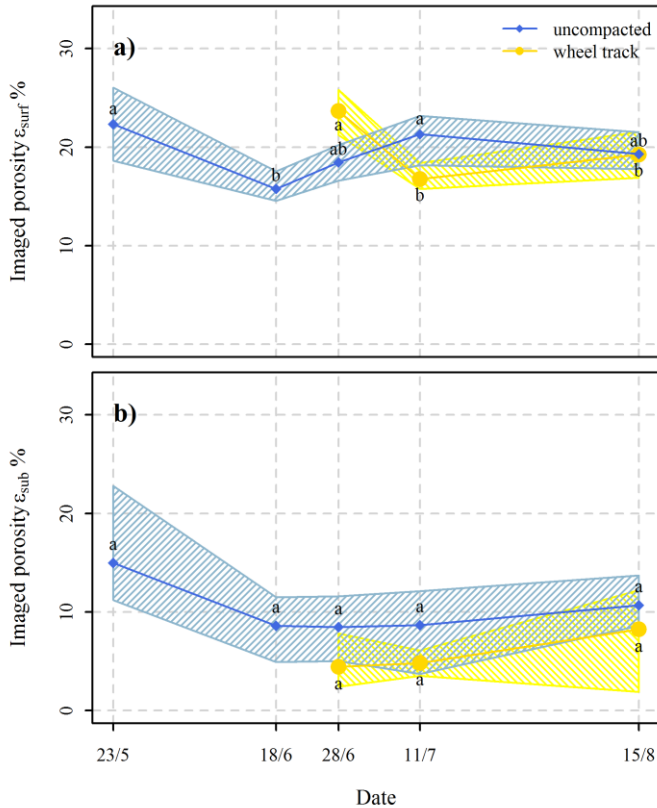 uncompacted
wheel track
a)
Imaged porosity εsurf %
30
20
10
0
a
b
ab
a
ab
a
b
b
b)
Imaged porosity εsub %
30
20
10
0
a
a
a
a
a
a
a
a
23/5
18/6
28/6
11/7
15/8
Date